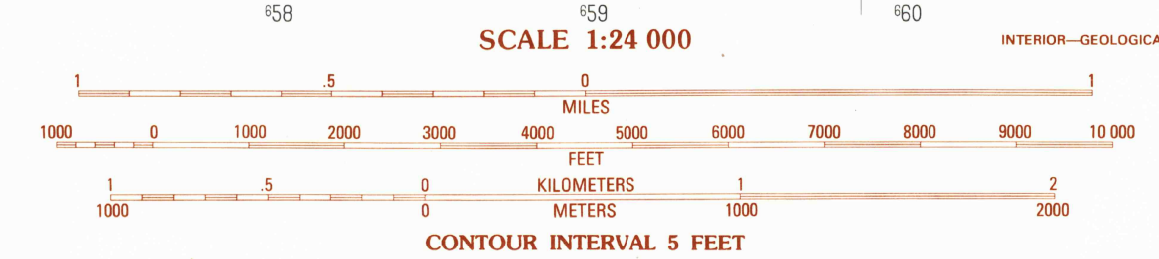 ⁶58 ⁶59 ⁶60
SCALE 1:24 000
INTERIOR—GEOLOGICA
1 .5 0 1
MILES
1000 0 1000 2000 3000 4000 5000 6000 7000 8000 9000 10 000
FEET
1 .5 0 KILOMETERS 1 2
1000 0 METERS 1000 2000
CONTOUR INTERVAL 5 FEET